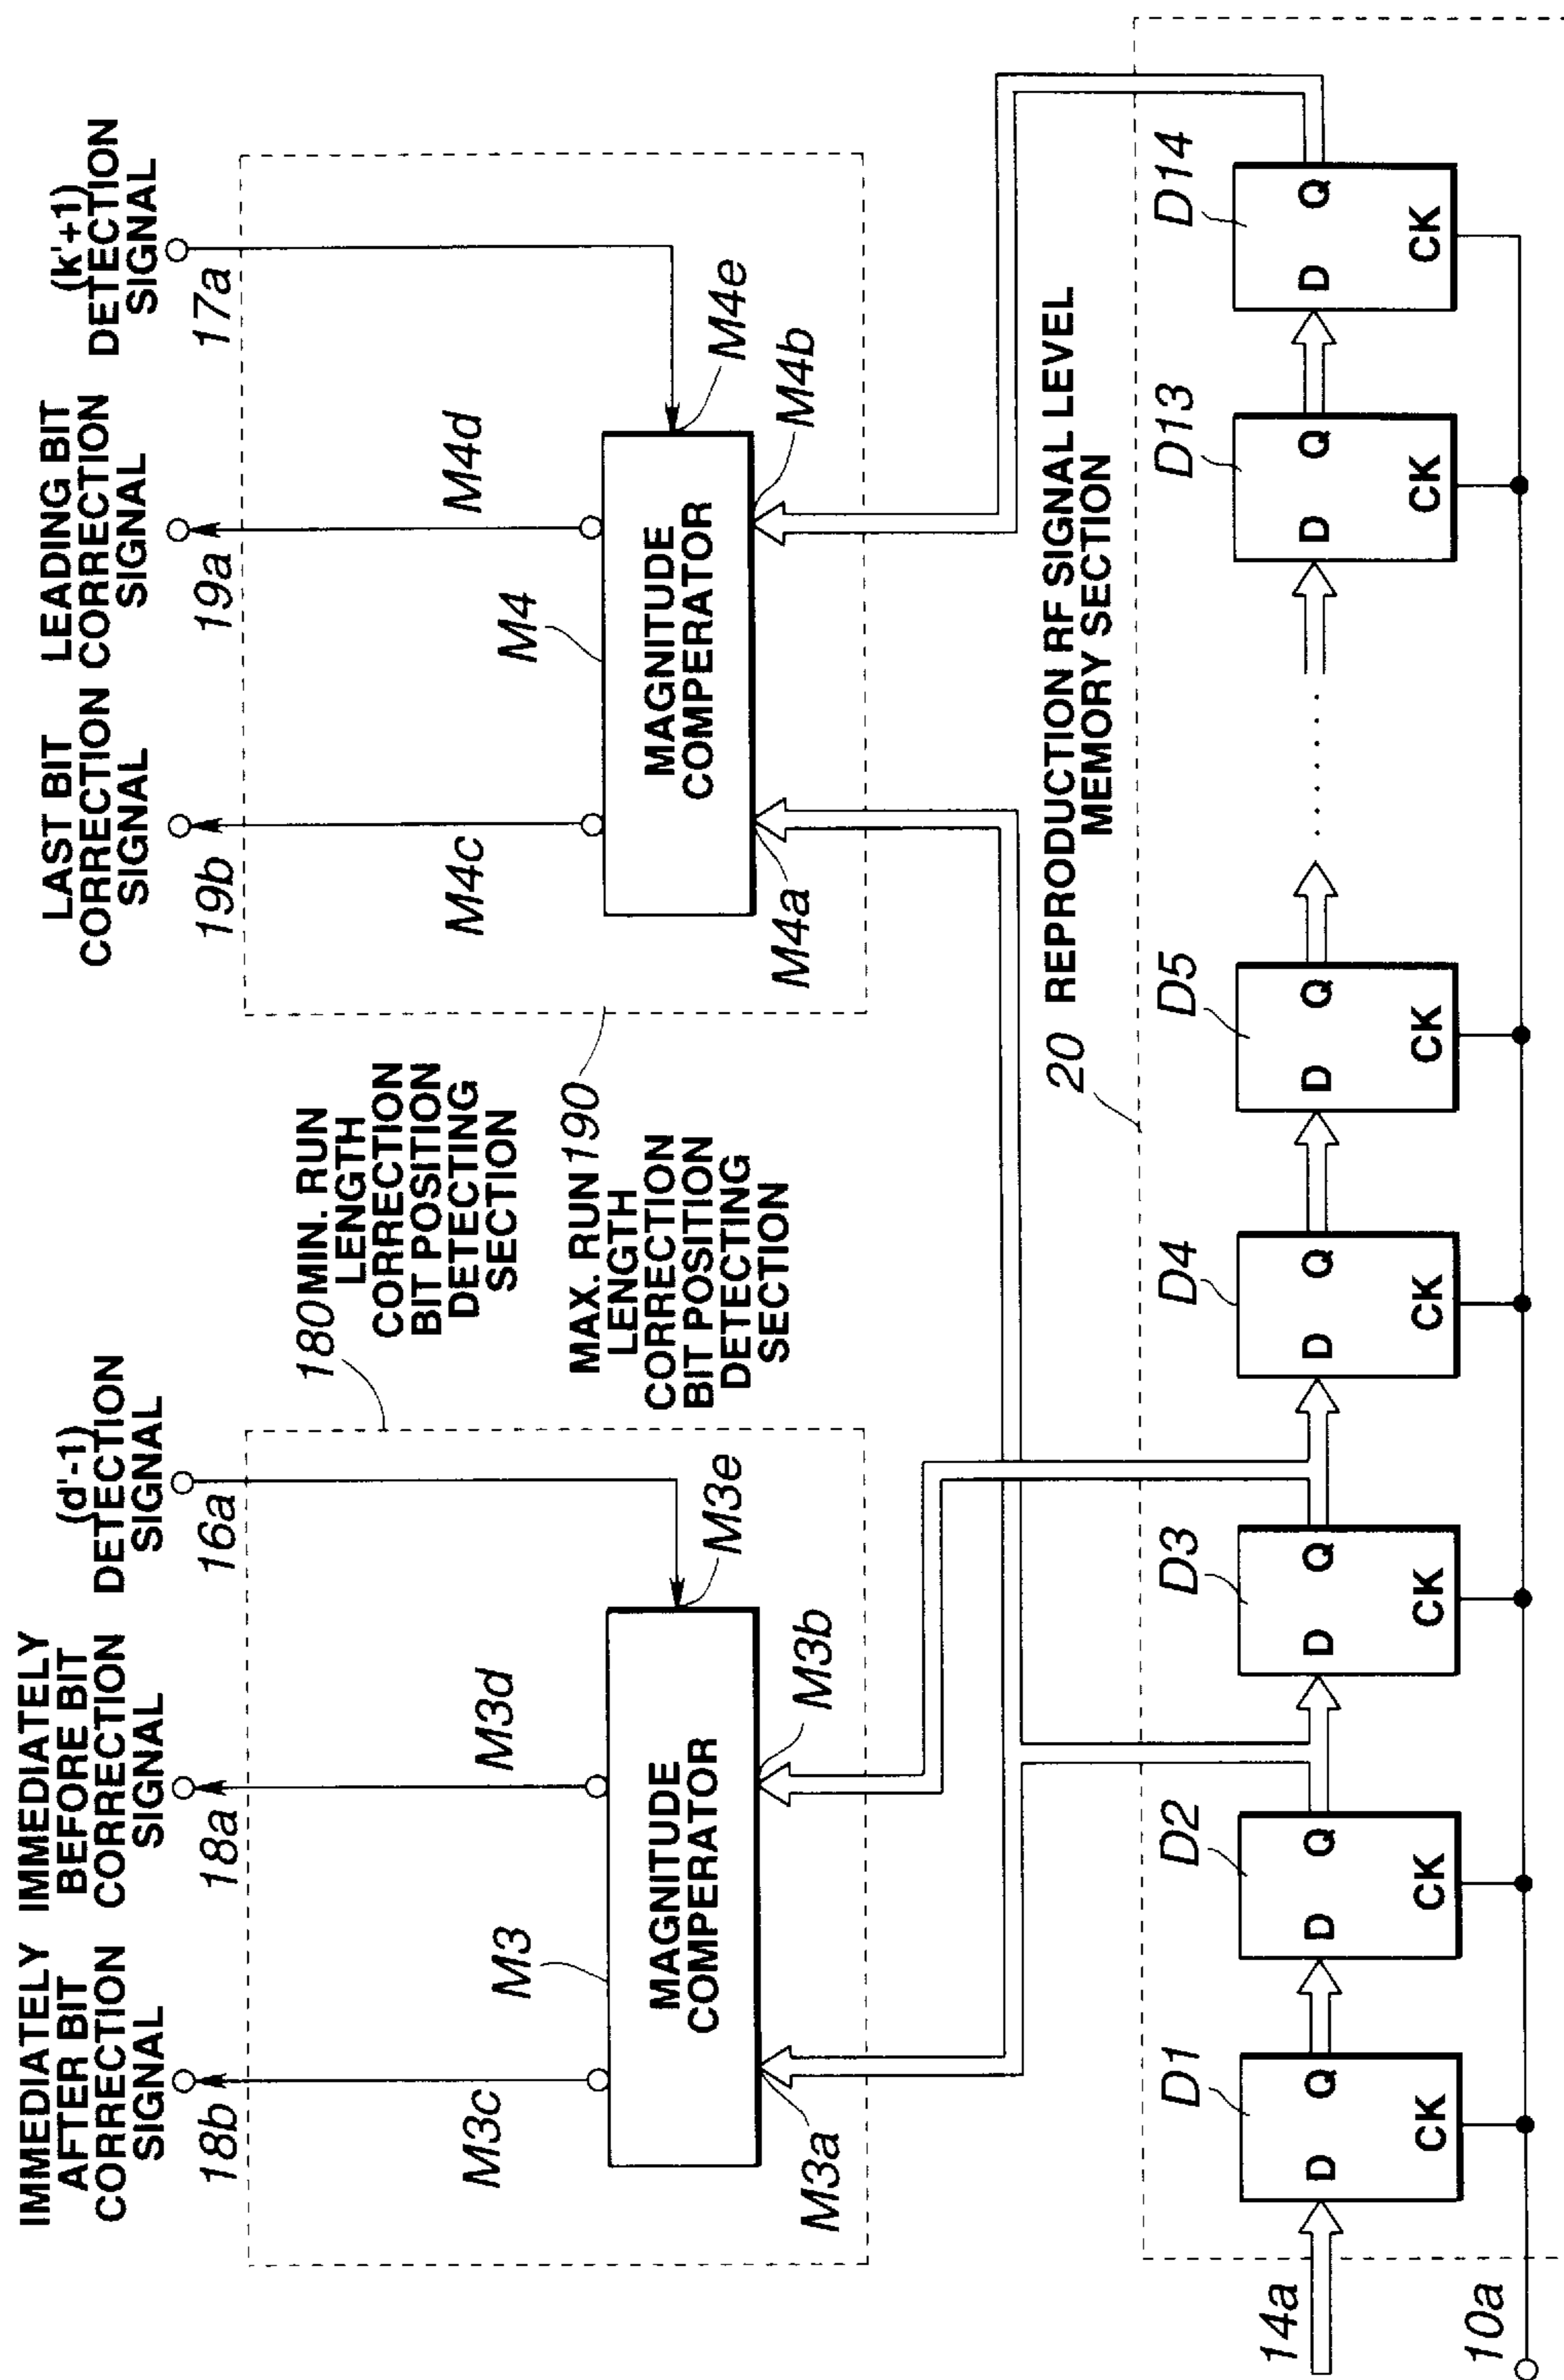 IMMEDIATELY
AFTER BIT
CORRECTION
SIGNAL
18b
IMMEDIATELY
BEFORE BIT
CORRECTION
SIGNAL
18a
(d'-1)
DETECTION
SIGNAL
16a
LAST BIT
CORRECTION
SIGNAL
19b
LEADING BIT
CORRECTION
SIGNAL
19a
(k'+1)
DETECTION
SIGNAL
17a
M3c
M3d
M3
MAGNITUDE
COMPERATOR
M3e
M3a
M3b
180 MIN. RUN
LENGTH
CORRECTION
BIT POSITION
DETECTING
SECTION
MAX. RUN 190
LENGTH
CORRECTION
BIT POSITION
DETECTING
SECTION
M4c
M4d
M4
MAGNITUDE
COMPERATOR
M4e
M4a
M4b
20 REPRODUCTION RF SIGNAL LEVEL
MEMORY SECTION
14a
10a
D1
D Q
CK
D2
D Q
CK
D3
D Q
CK
D4
D Q
CK
D5
D Q
CK
D13
D Q
CK
D14
D Q
CK